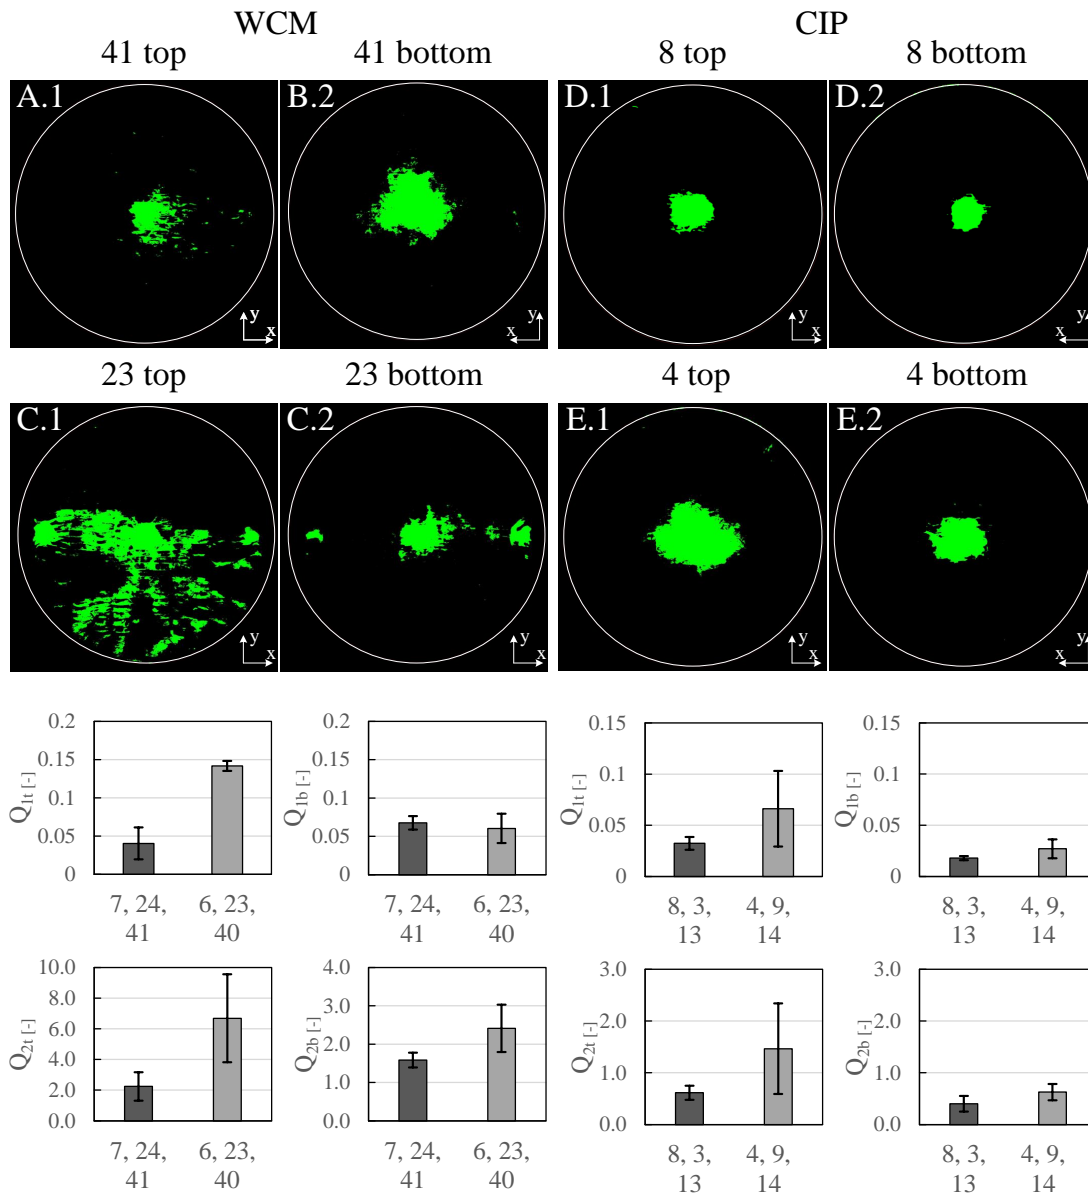 WCM CIP
41 top 41 bottom 8 top 8 bottom
A.1 B.2 D.1 D.2
y y y y
x x x x
23 top 23 bottom 4 top 4 bottom
C.1 C.2 E.1 E.2
y y y y
x x x x
Q1t [-]
0.2
0.15
0.1
0.05
0
7, 24, 41
6, 23, 40
Q1b [-]
0.2
0.15
0.1
0.05
0
7, 24, 41
6, 23, 40
Q1t [-]
0.15
0.1
0.05
0
8, 3, 13
4, 9, 14
Q1b [-]
0.15
0.1
0.05
0
8, 3, 13
4, 9, 14
Q2t [-]
10.0
8.0
6.0
4.0
2.0
0.0
7, 24, 41
6, 23, 40
Q2b [-]
4.0
3.0
2.0
1.0
0.0
7, 24, 41
6, 23, 40
Q2t [-]
3.0
2.0
1.0
0.0
8, 3, 13
4, 9, 14
Q2b [-]
3.0
2.0
1.0
0.0
8, 3, 13
4, 9, 14